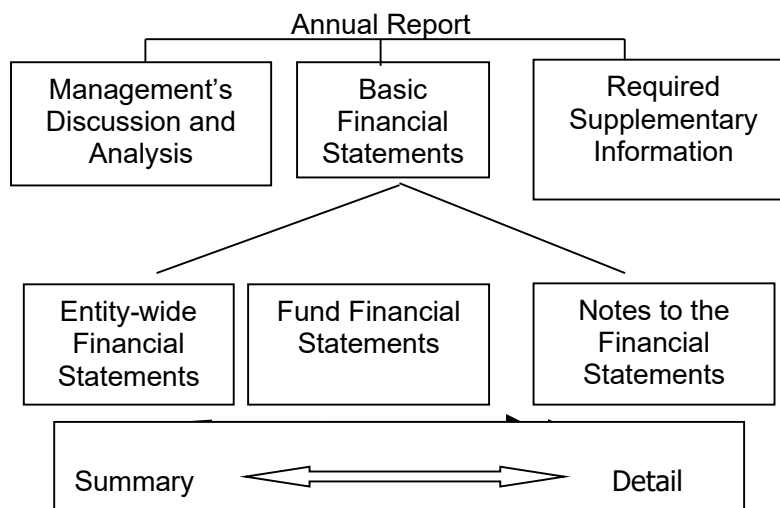 Annual Report
Management’s
Discussion and
Analysis
Basic
Financial
Statements
Required
Supplementary
Information
Entity-wide
Financial
Statements
Fund Financial
Statements
Notes to the
Financial
Statements
Summary
Detail